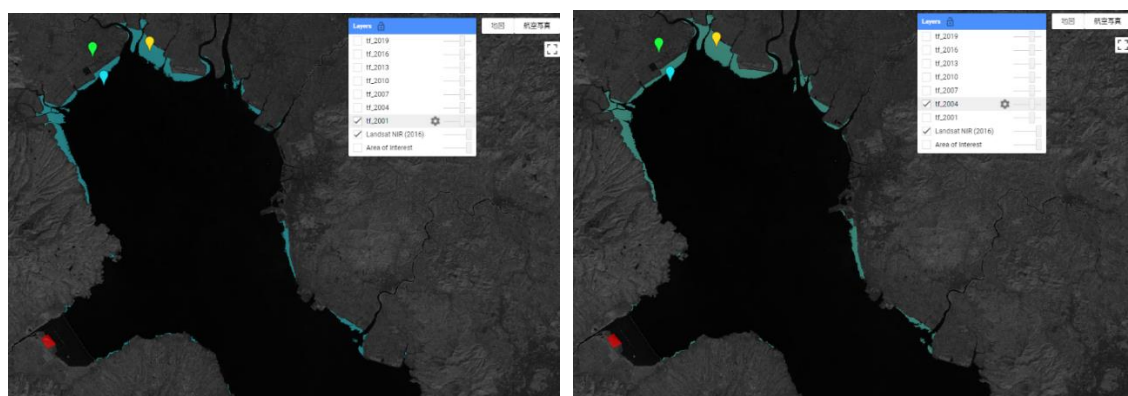 Layers
tf_2019
tf_2016
tf_2013
tf_2010
tf_2007
tf_2004
tf_2001
Landsat NIR (2016)
Area of Interest
地図
航空写真
Layers
tf_2019
tf_2016
tf_2013
tf_2010
tf_2007
tf_2004
tf_2001
Landsat NIR (2016)
Area of Interest
地図
航空写真